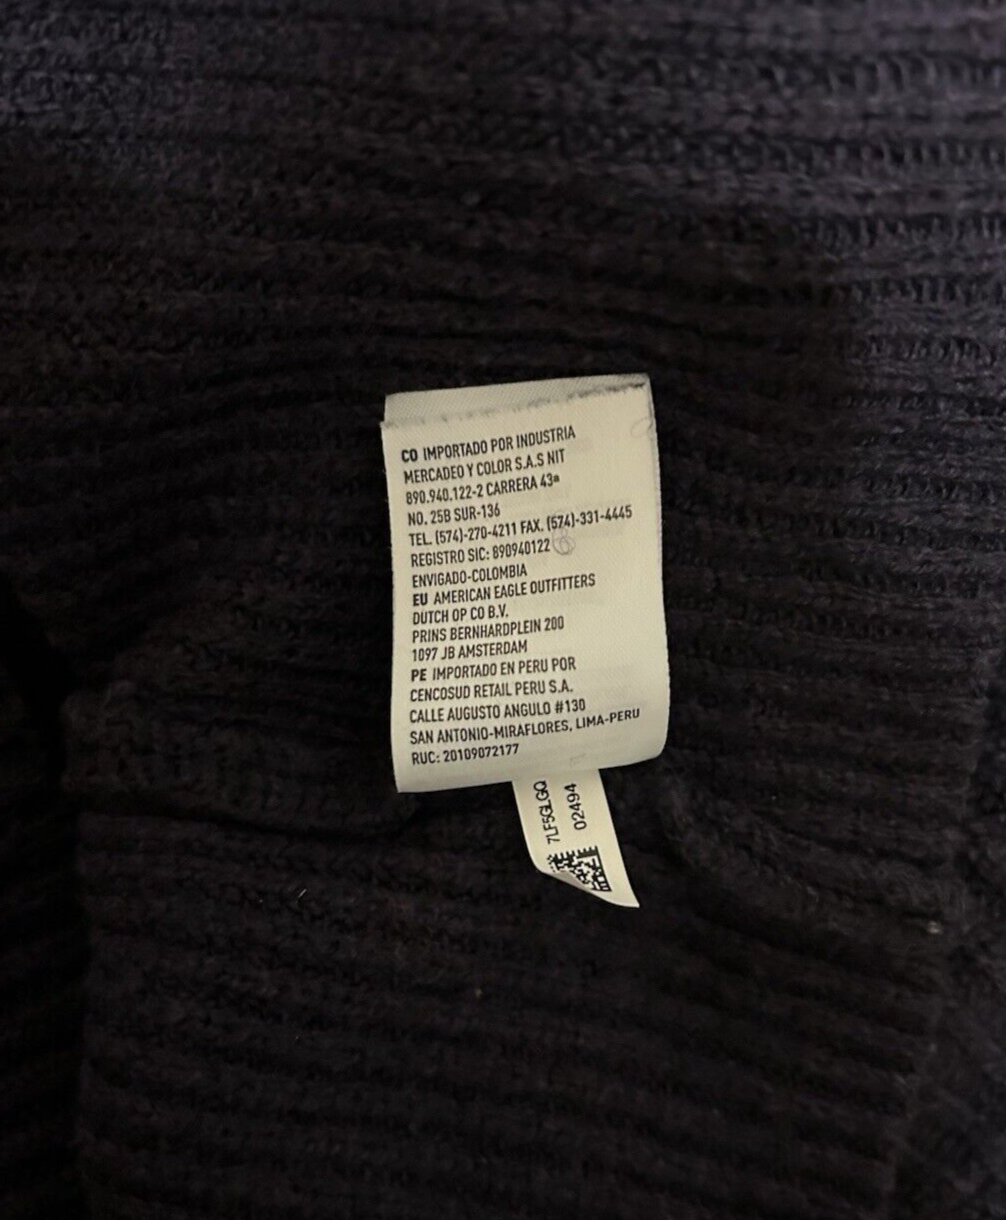 CO IMPORTADO POR INDUSTRIA
MERCADEO Y COLOR S.A.S NIT
890.940.122-2 CARRERA 43ª
NO. 25B SUR-136
TEL. (574)-270-4211 FAX. (574)-331-4445
REGISTRO SIC: 890940122
ENVIGADO-COLOMBIA
EU AMERICAN EAGLE OUTFITTERS
DUTCH OP CO B.V.
PRINS BERNHARDPLEIN 200
1097 JB AMSTERDAM
PE IMPORTADO EN PERU POR
CENCOSUD RETAIL PERU S.A.
CALLE AUGUSTO ANGULO #130
SAN ANTONIO-MIRAFLORES, LIMA-PERU
RUC: 20109072177
7LF5GLGQ
02494